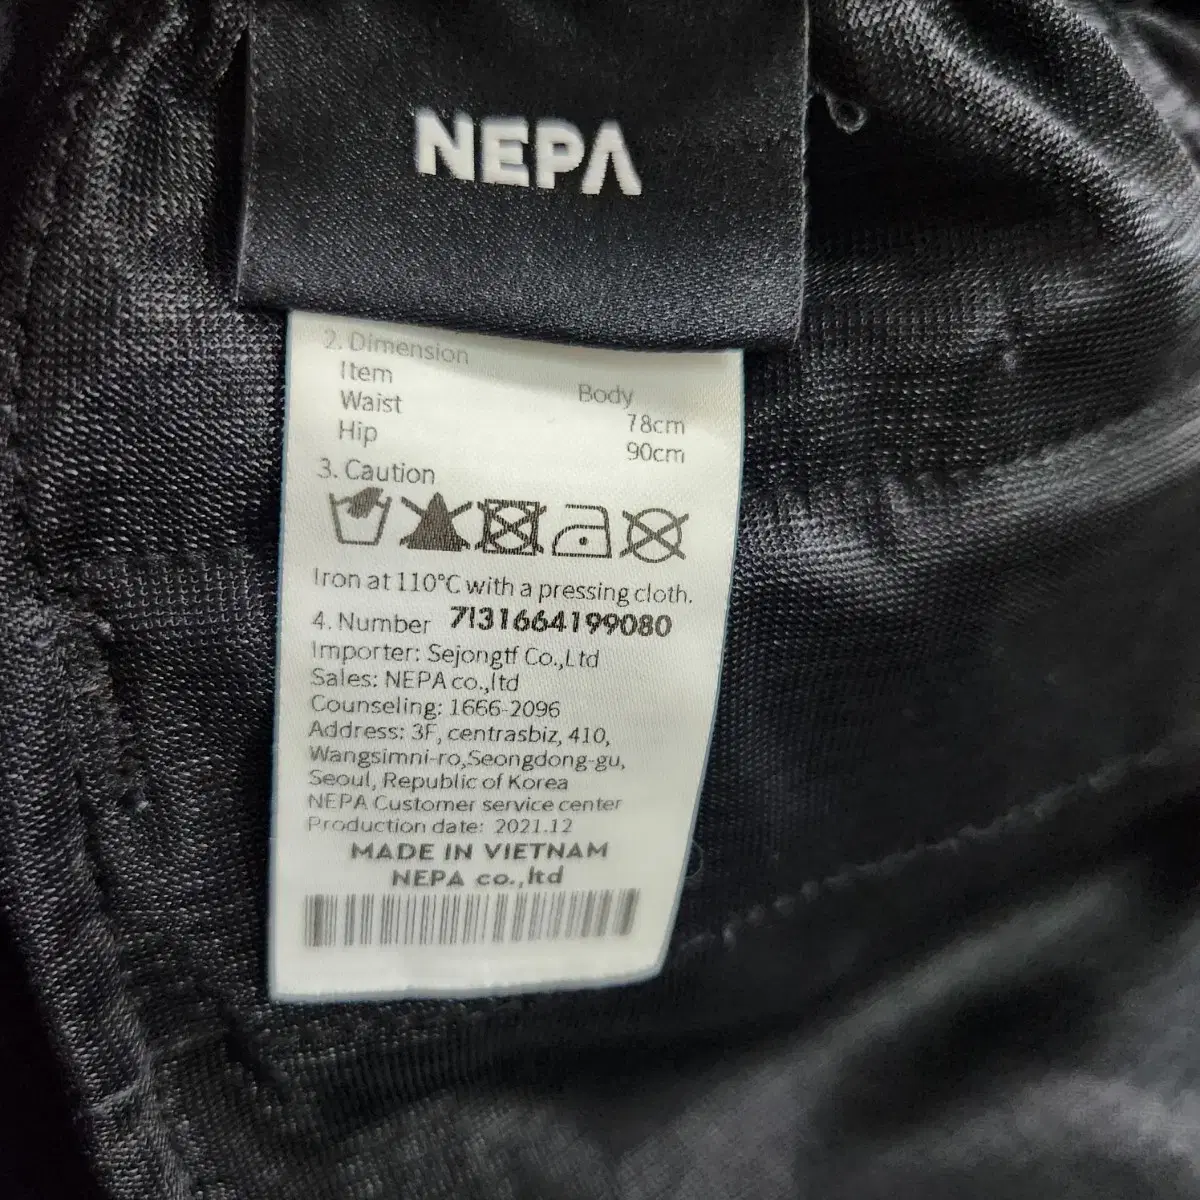 NEPA
2. Dimension
Item Body
Waist 78cm
Hip 90cm
3. Caution
Iron at 110°C with a pressing cloth.
4. Number 7I31664199080
Importer: Sejongtf Co.,Ltd
Sales: NEPA co.,ltd
Counseling: 1666-2096
Address: 3F, centrasbiz, 410,
Wangsimni-ro,Seongdong-gu,
Seoul, Republic of Korea
NEPA Customer service center
Production date: 2021.12
MADE IN VIETNAM
NEPA co.,ltd